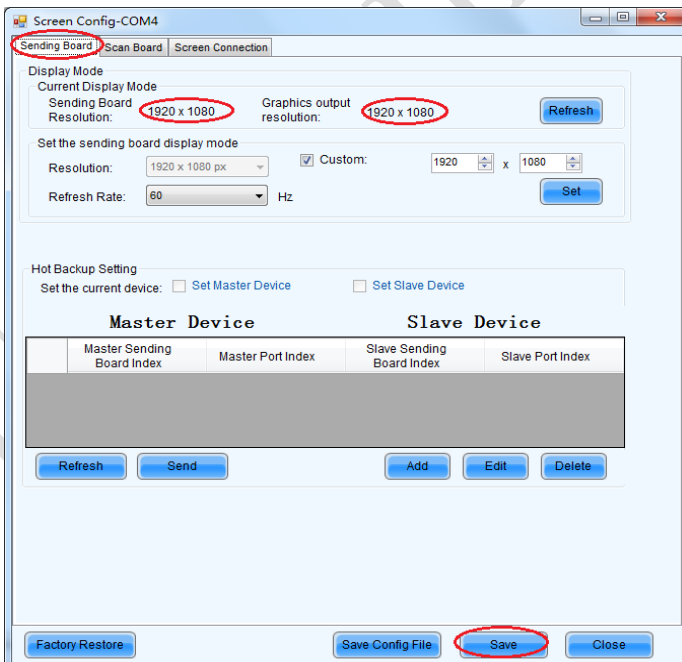 Screen Config-COM4
Sending Board Scan Board Screen Connection
Display Mode
Current Display Mode
Sending Board Resolution: 1920 x 1080 Graphics output resolution: 1920 x 1080 Refresh
Set the sending board display mode
Resolution: 1920 x 1080 px Custom: 1920 x 1080
Refresh Rate: 60 Hz Set
Hot Backup Setting
Set the current device: Set Master Device Set Slave Device
Master Device Slave Device
Master Sending Board Index Master Port Index Slave Sending Board Index Slave Port Index
Refresh Send Add Edit Delete
Factory Restore Save Config File Save Close